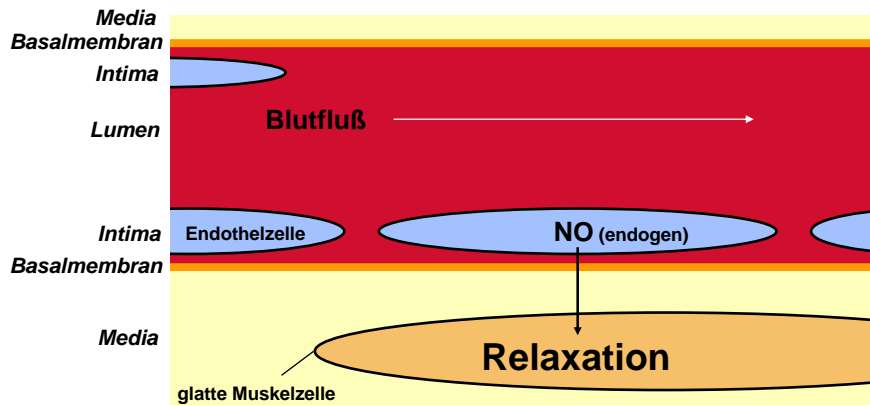 Media
Basalmembran
Intima
Lumen
Blutfluß
Intima
Endothelzelle
NO (endogen)
Basalmembran
Media
Relaxation
glatte Muskelzelle